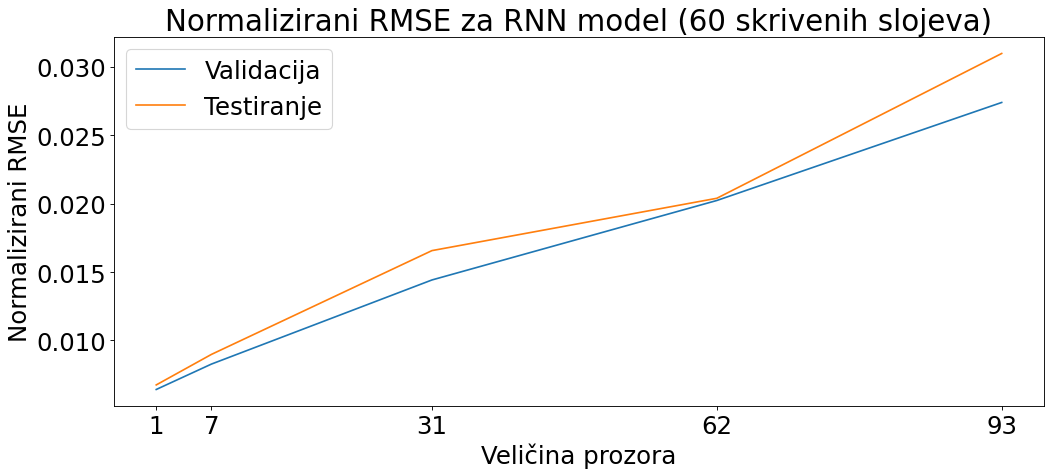 Normalizirani RMSE za RNN model (60 skrivenih slojeva)
Validacija
Testiranje
Normalizirani RMSE
0.030
0.025
0.020
0.015
0.010
1 7 31 62 93
Veličina prozora